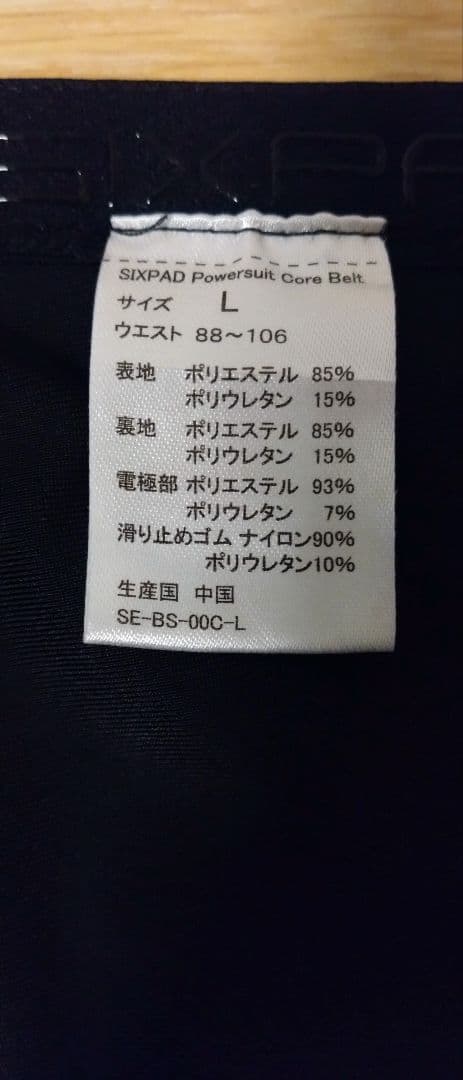 SIXPAD
SIXPAD Powersuit Core Belt
サイズ L
ウエスト 88～106
表地 ポリエステル 85%
ポリウレタン 15%
裏地 ポリエステル 85%
ポリウレタン 15%
電極部 ポリエステル 93%
ポリウレタン 7%
滑り止めゴム ナイロン90%
ポリウレタン10%
生産国 中国
SE-BS-00C-L